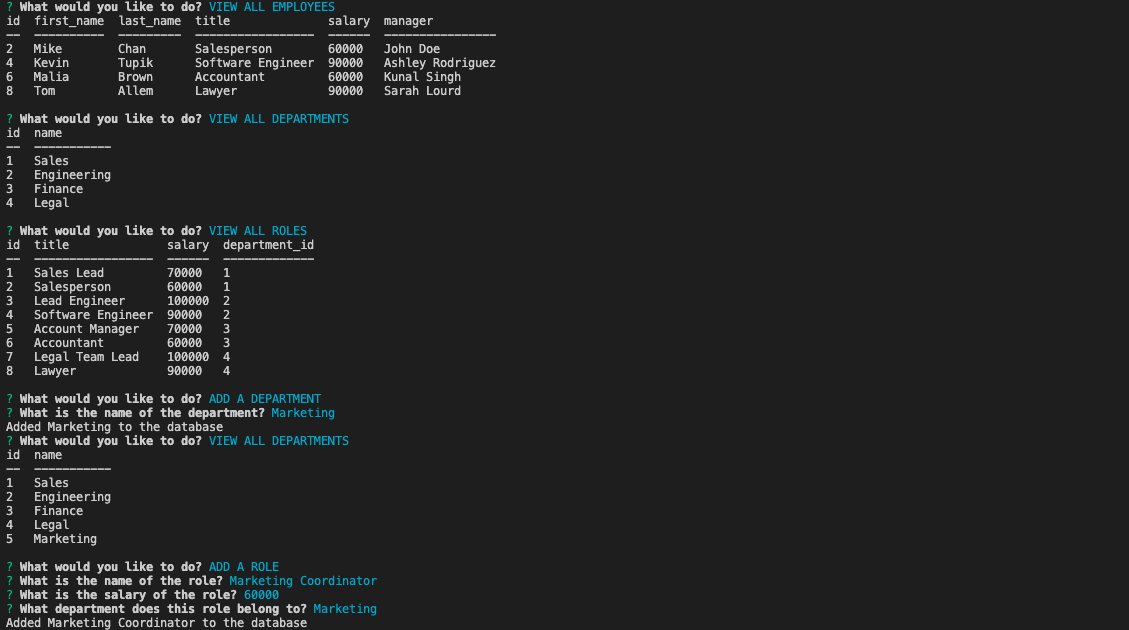 ? What would you like to do? VIEW ALL EMPLOYEES
id  first_name  last_name  title              salary  manager
--  ----------  ---------  -----------------  ------  ----------------
2   Mike        Chan       Salesperson        60000   John Doe
4   Kevin       Tupik      Software Engineer  90000   Ashley Rodriguez
6   Malia       Brown      Accountant         60000   Kunal Singh
8   Tom         Allem      Lawyer             90000   Sarah Lourd
? What would you like to do? VIEW ALL DEPARTMENTS
id  name
--  -----------
1   Sales
2   Engineering
3   Finance
4   Legal
? What would you like to do? VIEW ALL ROLES
id  title              salary  department_id
--  -----------------  ------  -------------
1   Sales Lead         70000   1
2   Salesperson        60000   1
3   Lead Engineer      100000  2
4   Software Engineer  90000   2
5   Account Manager    70000   3
6   Accountant         60000   3
7   Legal Team Lead    100000  4
8   Lawyer             90000   4
? What would you like to do? ADD A DEPARTMENT
? What is the name of the department? Marketing
Added Marketing to the database
? What would you like to do? VIEW ALL DEPARTMENTS
id  name
--  -----------
1   Sales
2   Engineering
3   Finance
4   Legal
5   Marketing
? What would you like to do? ADD A ROLE
? What is the name of the role? Marketing Coordinator
? What is the salary of the role? 60000
? What department does this role belong to? Marketing
Added Marketing Coordinator to the database